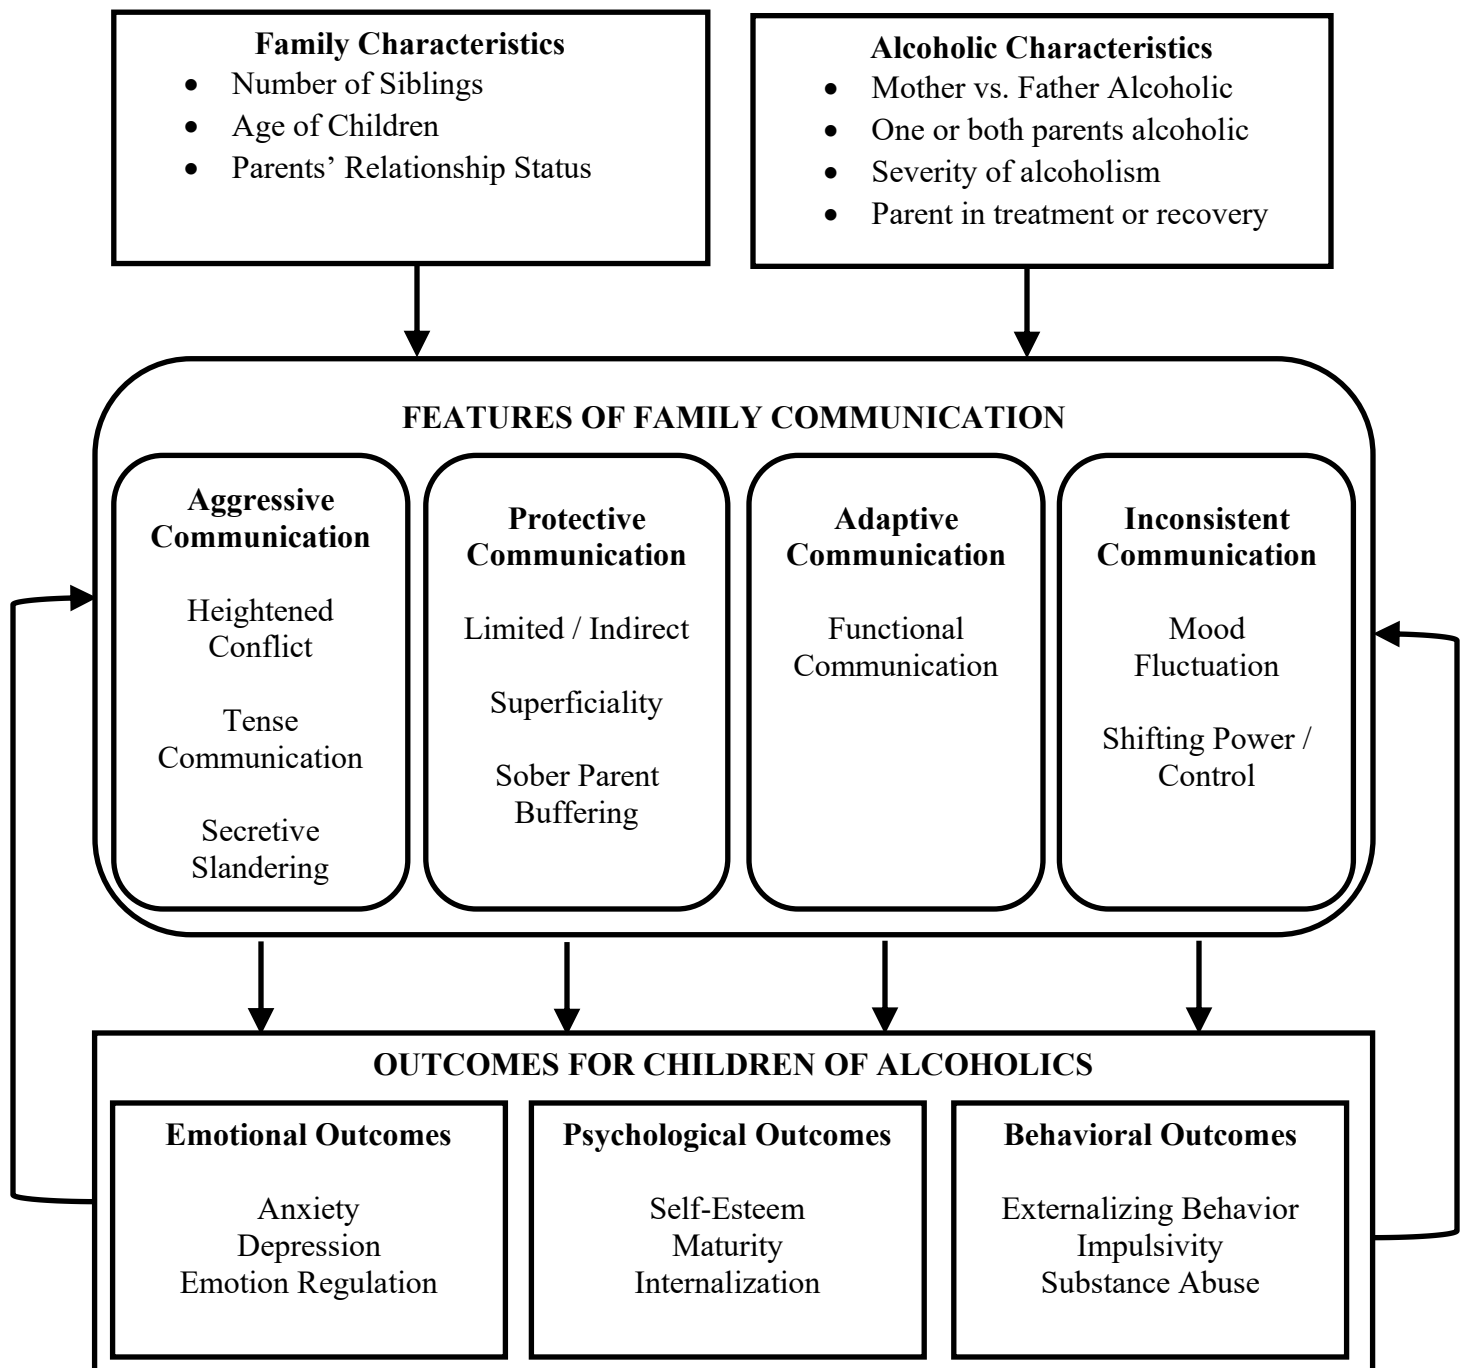 Family Characteristics
• Number of Siblings
• Age of Children
• Parents’ Relationship Status
Alcoholic Characteristics
• Mother vs. Father Alcoholic
• One or both parents alcoholic
• Severity of alcoholism
• Parent in treatment or recovery
FEATURES OF FAMILY COMMUNICATION
Aggressive
Communication
Heightened
Conflict
Tense
Communication
Secretive
Slandering
Protective
Communication
Limited / Indirect
Superficiality
Sober Parent
Buffering
Adaptive
Communication
Functional
Communication
Inconsistent
Communication
Mood
Fluctuation
Shifting Power /
Control
OUTCOMES FOR CHILDREN OF ALCOHOLICS
Emotional Outcomes
Anxiety
Depression
Emotion Regulation
Psychological Outcomes
Self-Esteem
Maturity
Internalization
Behavioral Outcomes
Externalizing Behavior
Impulsivity
Substance Abuse